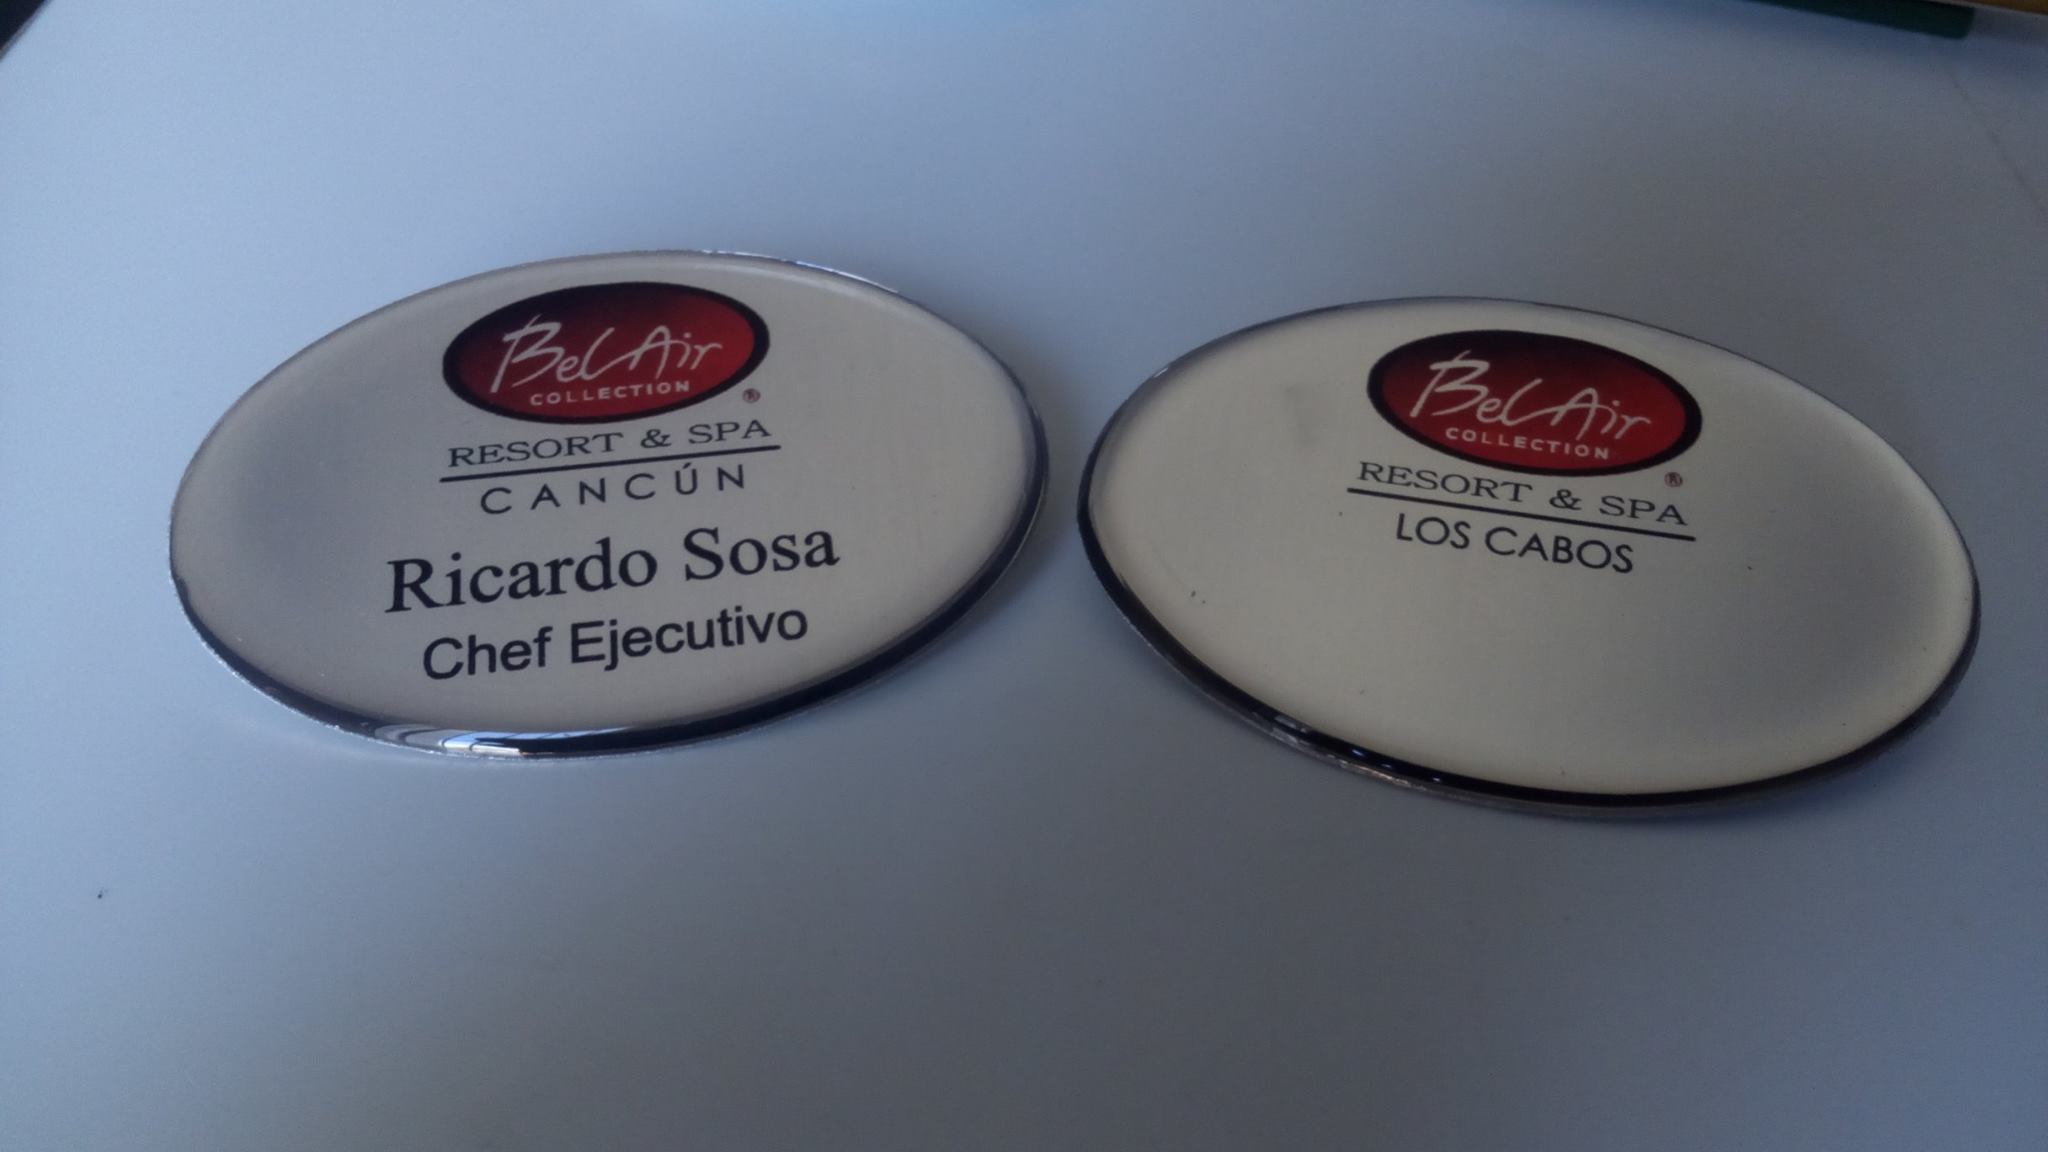 BelAir
COLLECTION
®
RESORT & SPA
CANCÚN
Ricardo Sosa
Chef Ejecutivo
BelAir
COLLECTION
®
RESORT & SPA
LOS CABOS